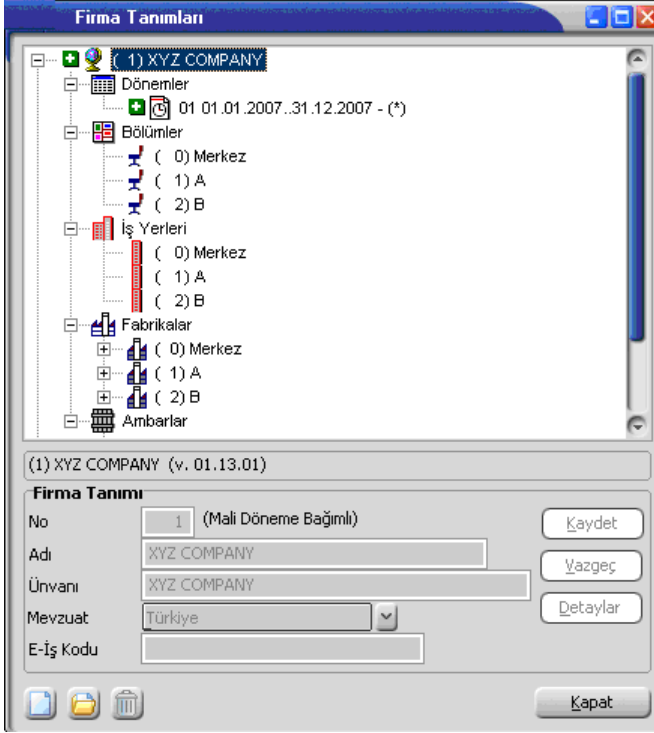 Firma Tanımları
( 1) XYZ COMPANY
Dönemler
01 01.01.2007..31.12.2007 - (*)
Bölümler
( 0) Merkez
( 1) A
( 2) B
İş Yerleri
( 0) Merkez
( 1) A
( 2) B
Fabrikalar
( 0) Merkez
( 1) A
( 2) B
Ambarlar
(1) XYZ COMPANY (v. 01.13.01)
Firma Tanımı
No 1 (Mali Döneme Bağımlı) Kaydet
Adı XYZ COMPANY Vazgeç
Ünvanı XYZ COMPANY
Mevzuat Türkiye Detaylar
E-İş Kodu
Kapat